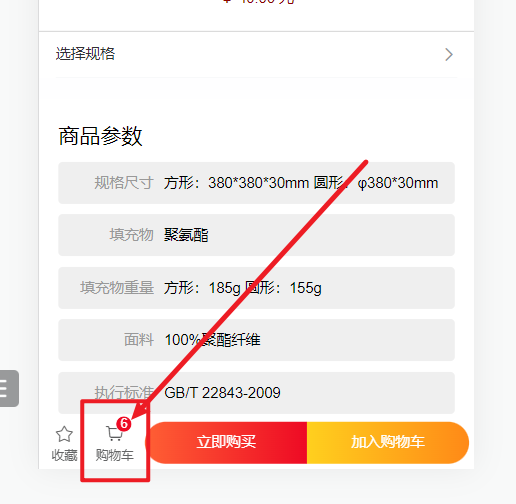 选择规格
商品参数
规格尺寸 方形：380*380*30mm 圆形：φ380*30mm
填充物 聚氨酯
填充物重量 方形：185g 圆形：155g
面料 100%聚酯纤维
执行标准 GB/T 22843-2009
6
收藏 购物车 立即购买 加入购物车